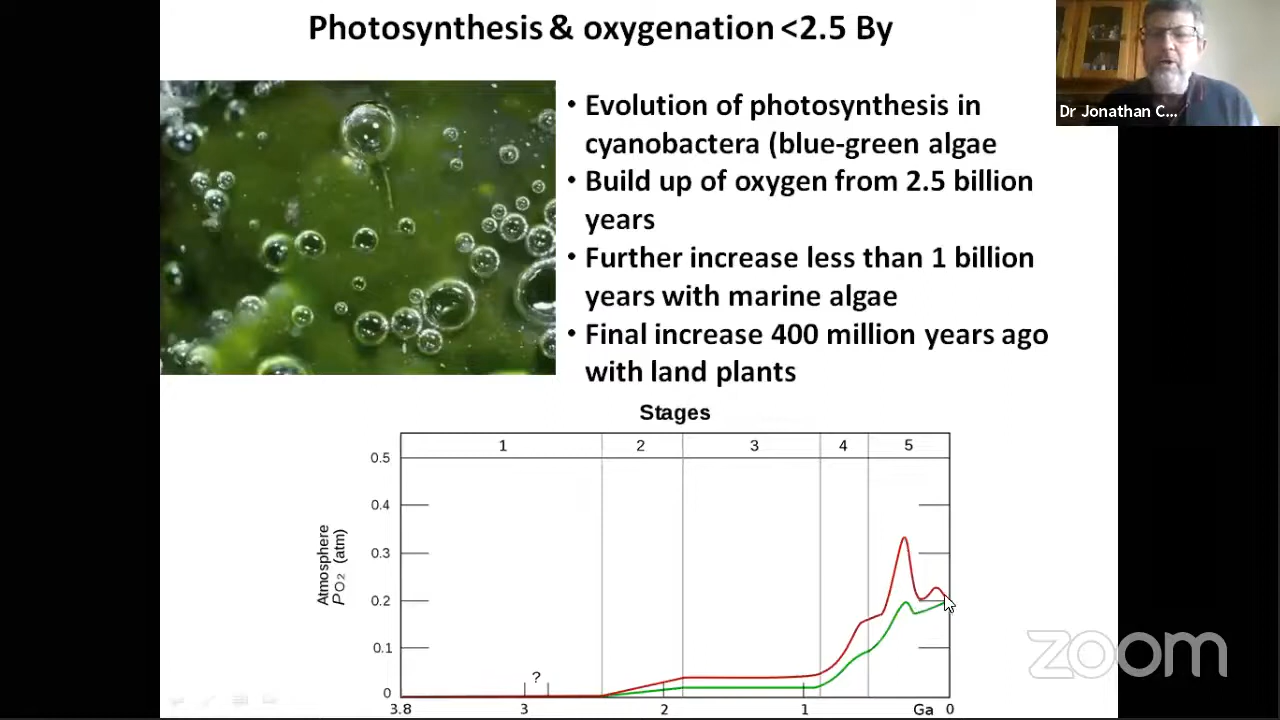 Photosynthesis & oxygenation <2.5 By
Dr Jonathan C...
• Evolution of photosynthesis in
cyanobactera (blue-green algae
• Build up of oxygen from 2.5 billion
years
• Further increase less than 1 billion
years with marine algae
• Final increase 400 million years ago
with land plants
Stages
1 2 3 4 5
0.5
0.4
0.3
0.2
0.1
0
Atmosphere
PO2 (atm)
?
3.8 3 2 1 Ga 0
zoom